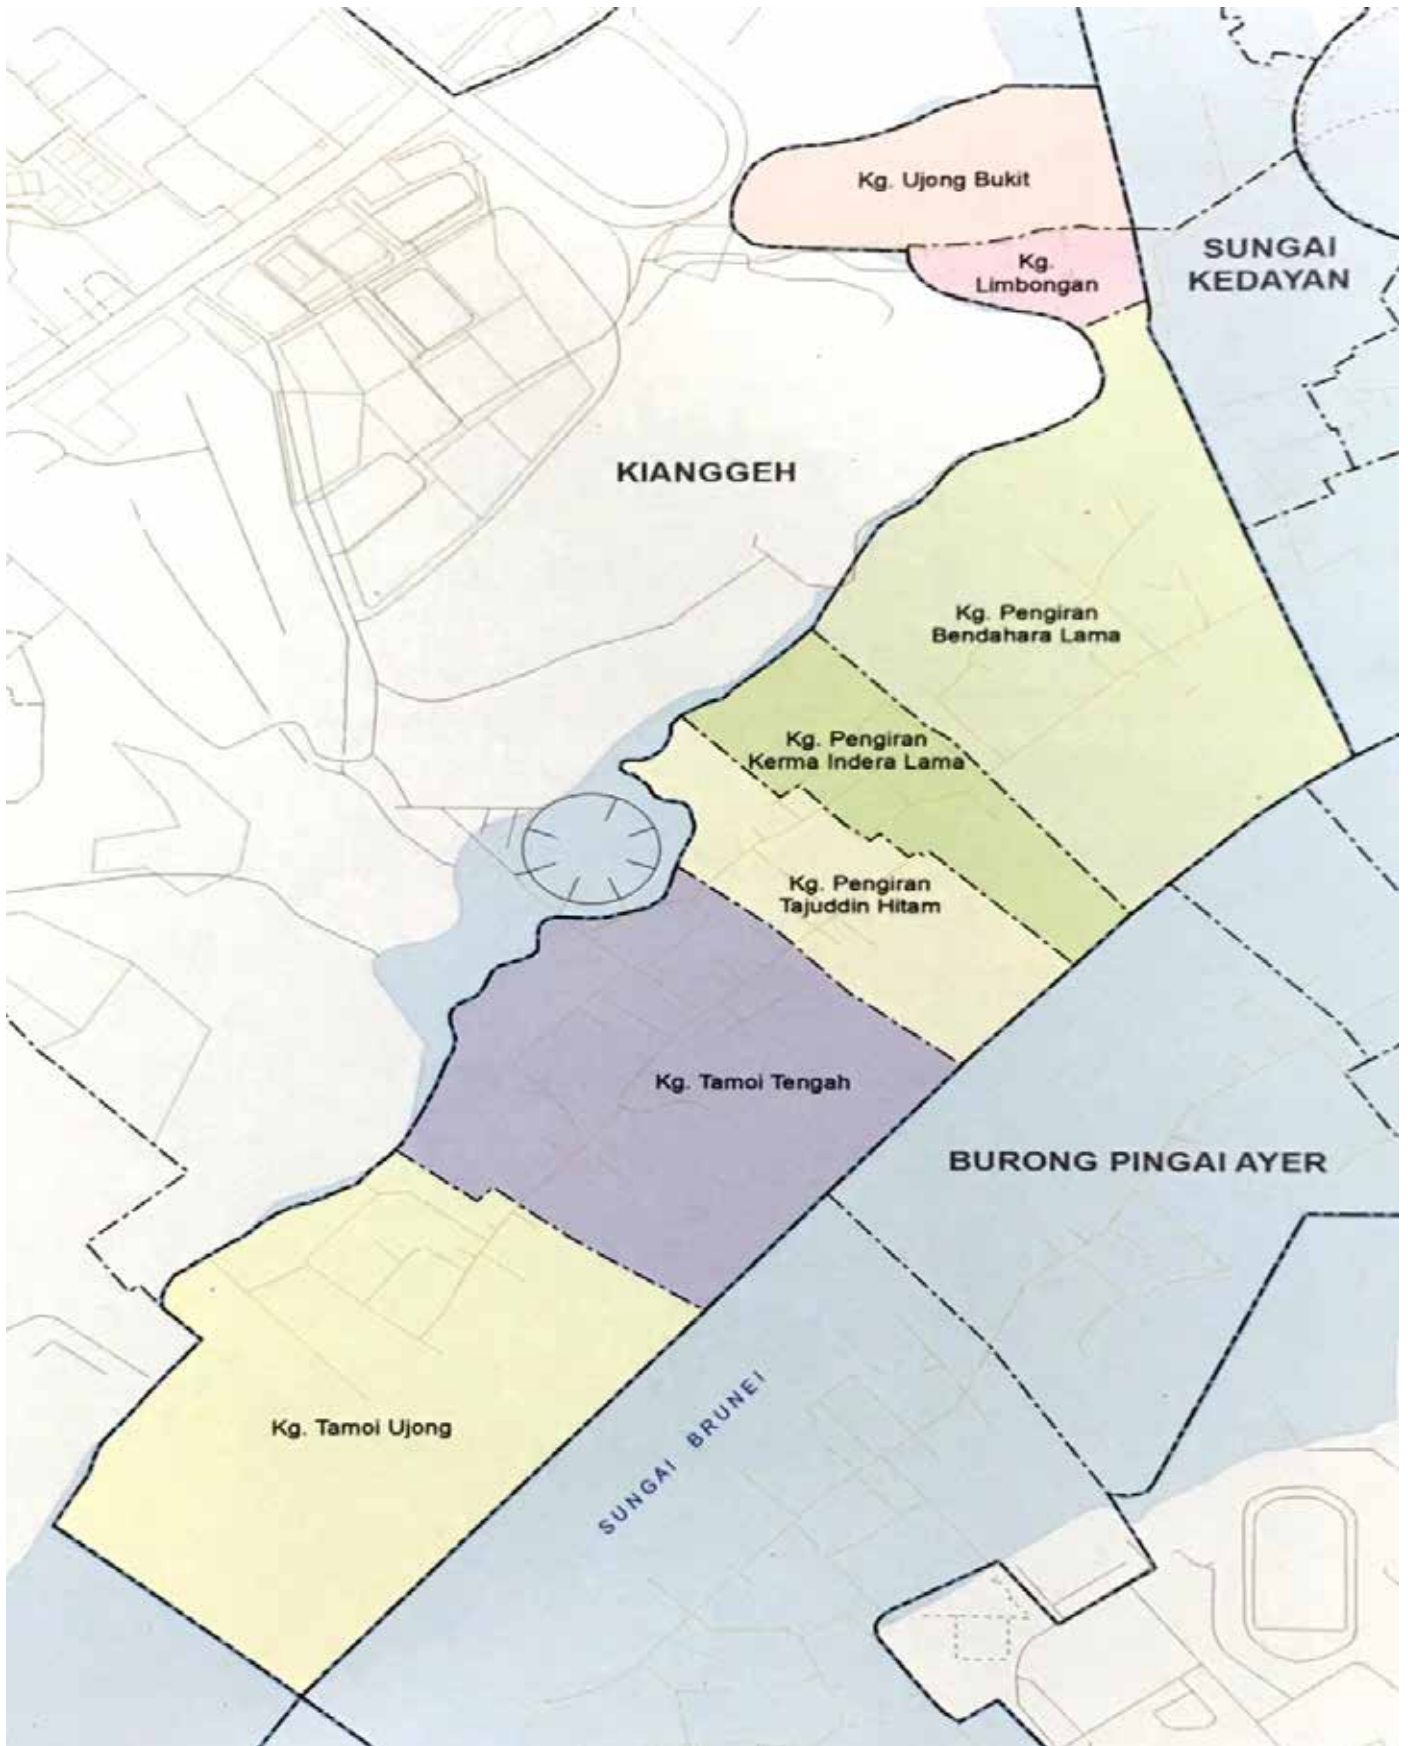 Kg. Ujong Bukit
SUNGAI
KEDAYAN
Kg.
Limbongan
KIANGGEH
Kg. Pengiran
Bendahara Lama
Kg. Pengiran
Kerma Indera Lama
Kg. Pengiran
Tajuddin Hitam
Kg. Tamoi Tengah
BURONG PINGAI AYER
Kg. Tamoi Ujong
SUNGAI BRUNEI